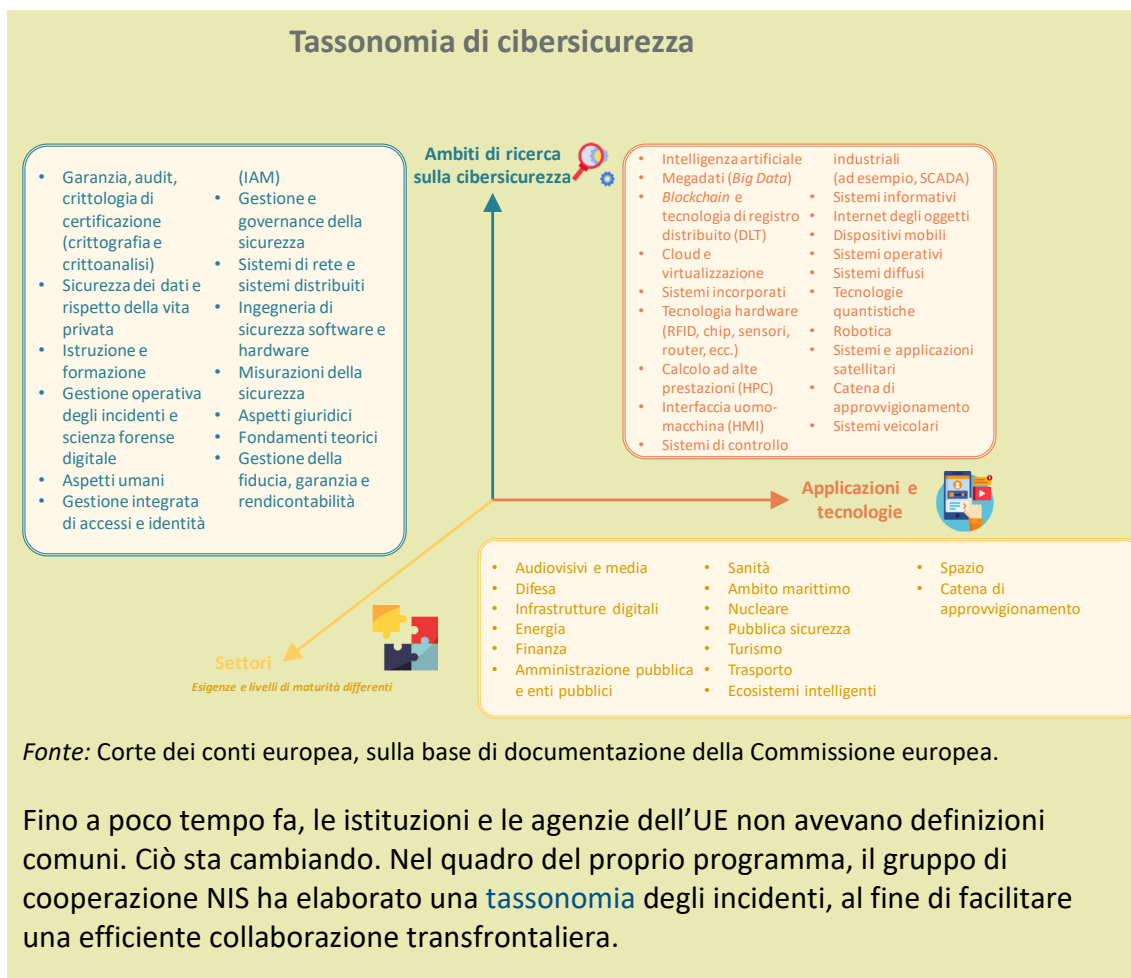 Tassonomia di cibersicurezza
Ambiti di ricerca
sulla cibersicurezza
• Garanzia, audit,
crittologia di
certificazione
(crittografia e
crittoanalisi)
• Sicurezza dei dati e
rispetto della vita
privata
• Istruzione e
formazione
• Gestione operativa
degli incidenti e
scienza forense
digitale
• Aspetti umani
• Gestione integrata
di accessi e identità
(IAM)
• Gestione e
governance della
sicurezza
• Sistemi di rete e
sistemi distribuiti
• Ingegneria di
sicurezza software e
hardware
• Misurazioni della
sicurezza
• Aspetti giuridici
• Fondamenti teorici
• Gestione della
fiducia, garanzia e
rendicontabilità
• Intelligenza artificiale
• Megadati (Big Data)
• Blockchain e
tecnologia di registro
distribuito (DLT)
• Cloud e
virtualizzazione
• Sistemi incorporati
• Tecnologia hardware
(RFID, chip, sensori,
router, ecc.)
• Calcolo ad alte
prestazioni (HPC)
• Interfaccia uomo-
macchina (HMI)
• Sistemi di controllo
industriali
(ad esempio, SCADA)
• Sistemi informativi
• Internet degli oggetti
• Dispositivi mobili
• Sistemi operativi
• Sistemi diffusi
• Tecnologie
quantistiche
• Robotica
• Sistemi e applicazioni
satellitari
• Catena di
approvvigionamento
• Sistemi veicolari
Applicazioni e
tecnologie
• Audiovisivi e media
• Difesa
• Infrastrutture digitali
• Energia
• Finanza
• Amministrazione pubblica
e enti pubblici
• Sanità
• Ambito marittimo
• Nucleare
• Pubblica sicurezza
• Turismo
• Trasporto
• Ecosistemi intelligenti
• Spazio
• Catena di
approvvigionamento
Settori
Esigenze e livelli di maturità differenti
Fonte: Corte dei conti europea, sulla base di documentazione della Commissione europea.
Fino a poco tempo fa, le istituzioni e le agenzie dell’UE non avevano definizioni
comuni. Ciò sta cambiando. Nel quadro del proprio programma, il gruppo di
cooperazione NIS ha elaborato una tassonomia degli incidenti, al fine di facilitare
una efficiente collaborazione transfrontaliera.